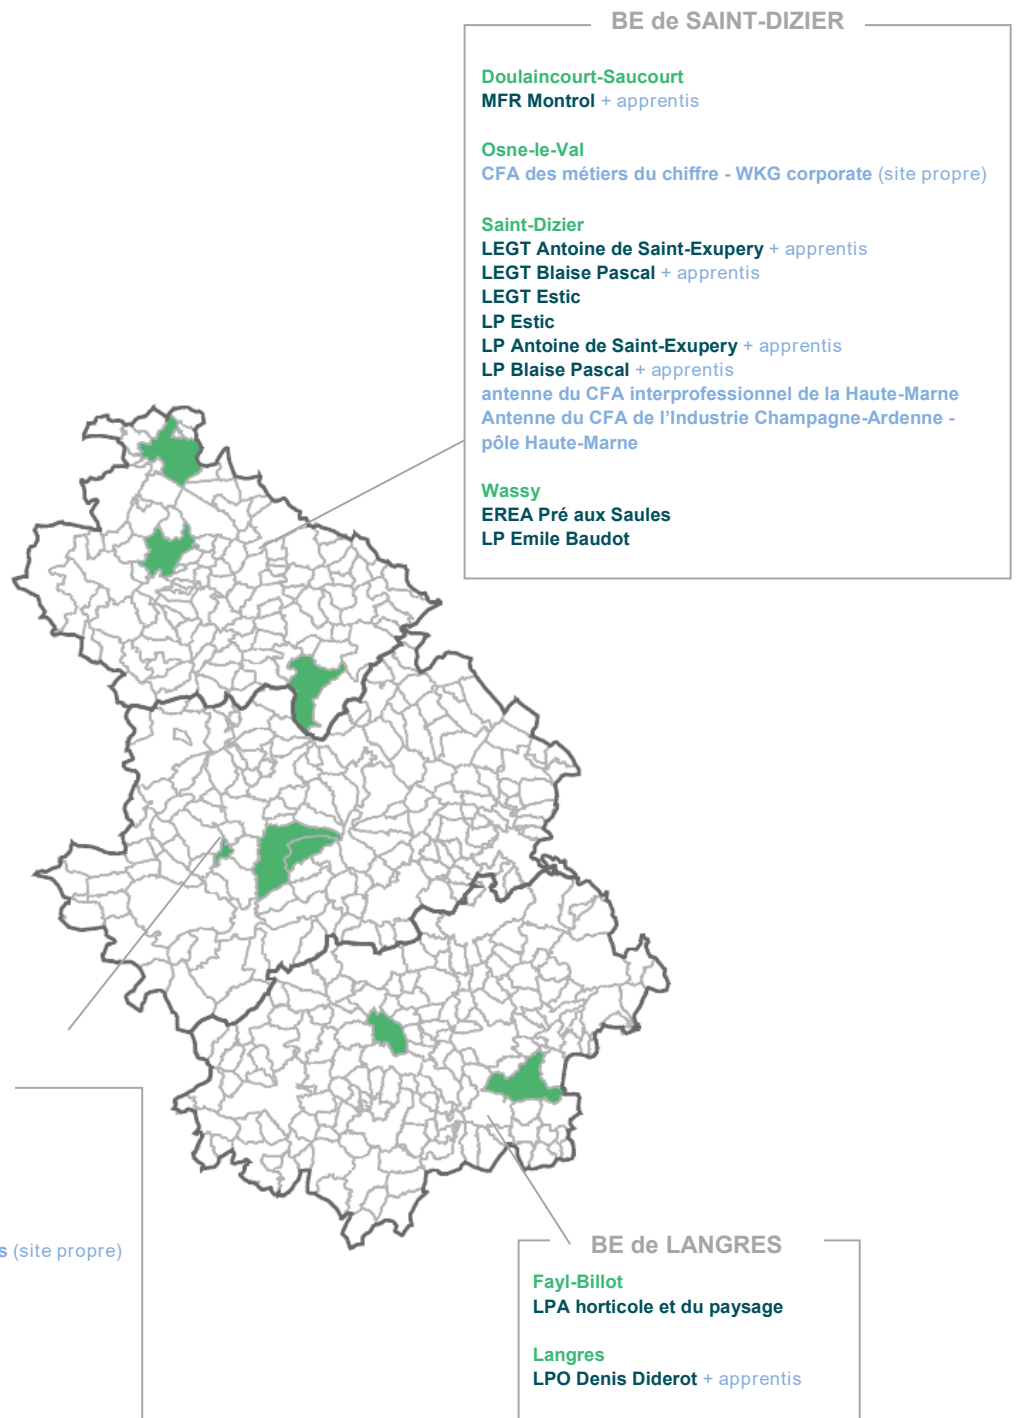 BE de SAINT-DIZIER
Doulaincourt-Saucourt
MFR Montrol + apprentis
Osne-le-Val
CFA des métiers du chiffre - WKG corporate (site propre)
Saint-Dizier
LEGT Antoine de Saint-Exupery + apprentis
LEGT Blaise Pascal + apprentis
LEGT Estic
LP Estic
LP Antoine de Saint-Exupery + apprentis
LP Blaise Pascal + apprentis
antenne du CFA interprofessionnel de la Haute-Marne
Antenne du CFA de l'Industrie Champagne-Ardenne -
pôle Haute-Marne
Wassy
EREA Pré aux Saules
LP Emile Baudot
s (site propre)
BE de LANGRES
Fayl-Billot
LPA horticole et du paysage
Langres
LPO Denis Diderot + apprentis